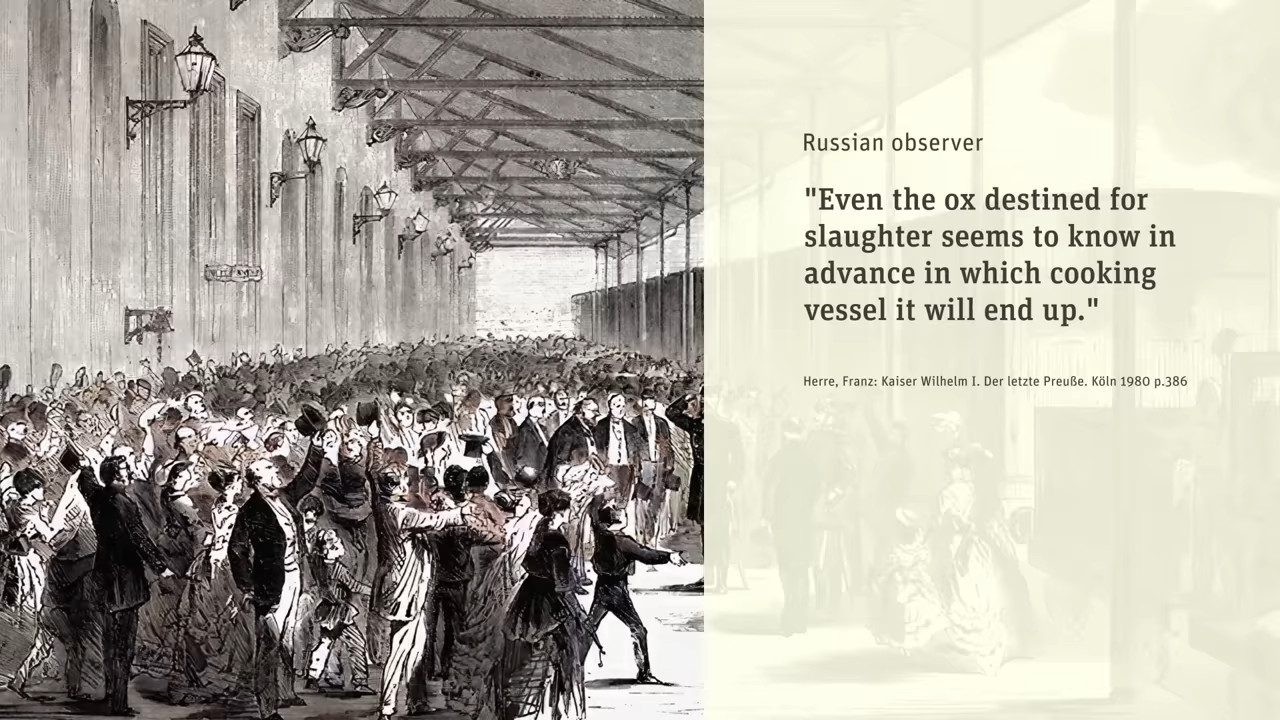 Russian observer
"Even the ox destined for
slaughter seems to know in
advance in which cooking
vessel it will end up."
Herre, Franz: Kaiser Wilhelm I. Der letzte Preuße. Köln 1980 p.386